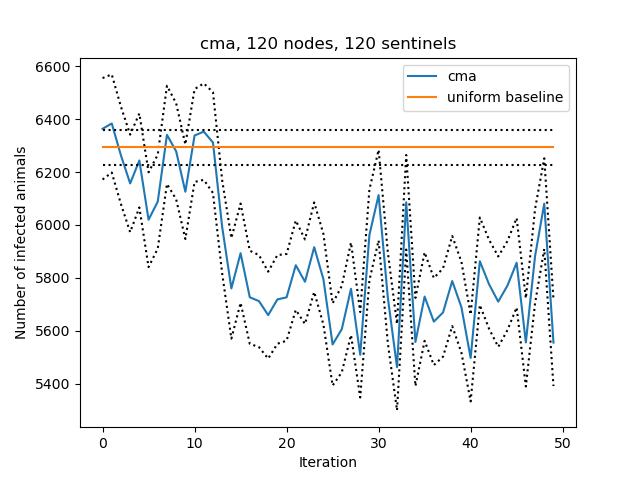 cma, 120 nodes, 120 sentinels
cma
uniform baseline
Number of infected animals
6600
6400
6200
6000
5800
5600
5400
0 10 20 30 40 50
Iteration